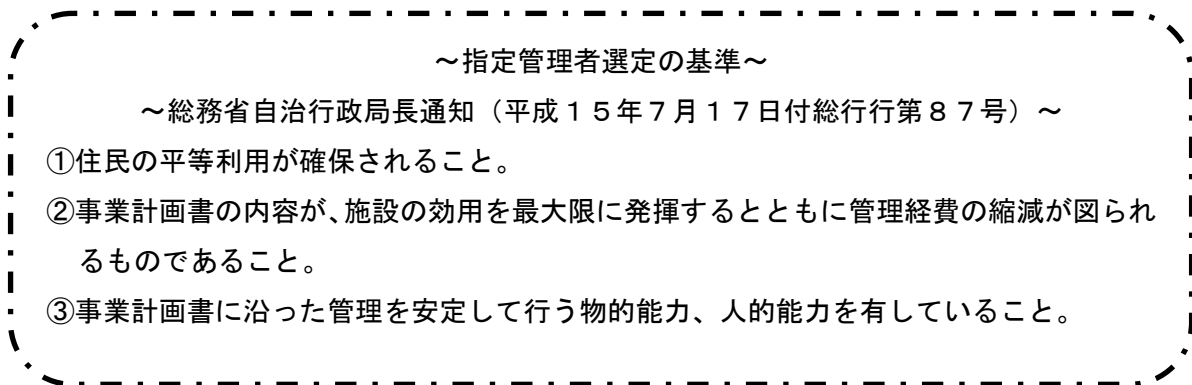 ～指定管理者選定の基準～
～総務省自治行政局長通知（平成１５年７月１７日付総行行第８７号）～
①住民の平等利用が確保されること。
②事業計画書の内容が、施設の効用を最大限に発揮するとともに管理経費の縮減が図られ
るものであること。
③事業計画書に沿った管理を安定して行う物的能力、人的能力を有していること。